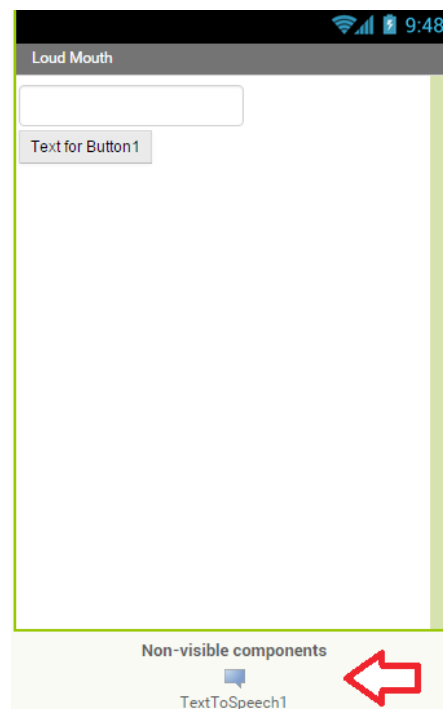 9:48
Loud Mouth
Text for Button1
Non-visible components
TextToSpeech1